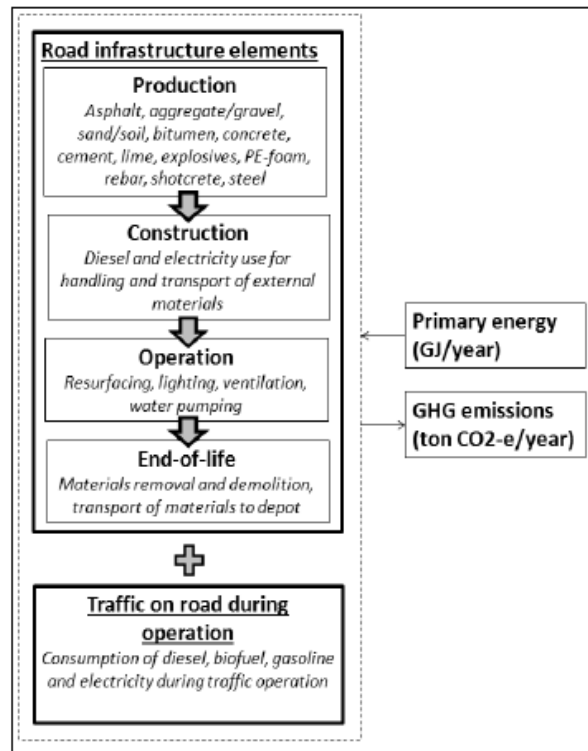 Road infrastructure elements
Production
Asphalt, aggregate/gravel,
sand/soil, bitumen, concrete,
cement, lime, explosives, PE-foam,
rebar, shotcrete, steel
Construction
Diesel and electricity use for
handling and transport of external
materials
Operation
Resurfacing, lighting, ventilation,
water pumping
End-of-life
Materials removal and demolition,
transport of materials to depot
Traffic on road during
operation
Consumption of diesel, biofuel, gasoline
and electricity during traffic operation
Primary energy
(GJ/year)
GHG emissions
(ton CO2-e/year)